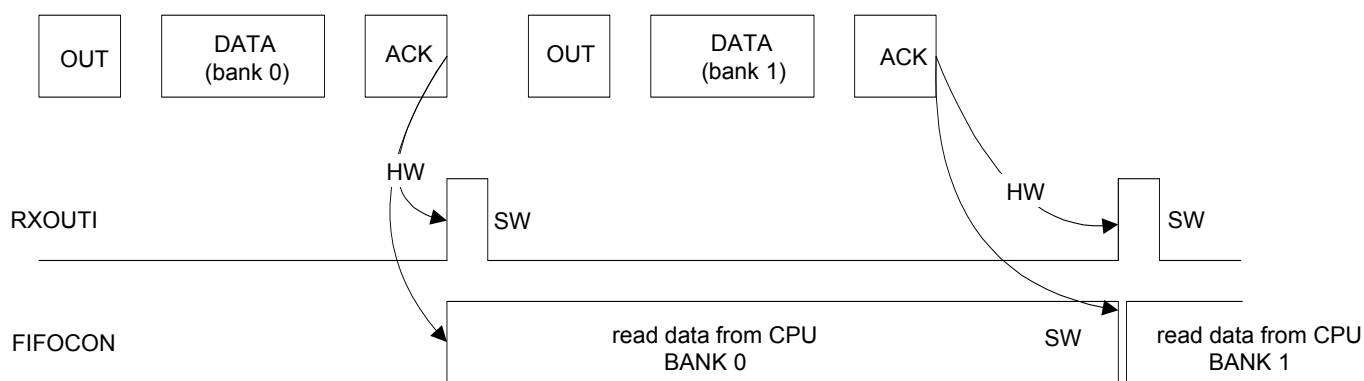 OUT
DATA
(bank 0)
ACK
OUT
DATA
(bank 1)
ACK
HW
HW
RXOUTI
SW
SW
FIFOCON
read data from CPU
BANK 0
SW
read data from CPU
BANK 1